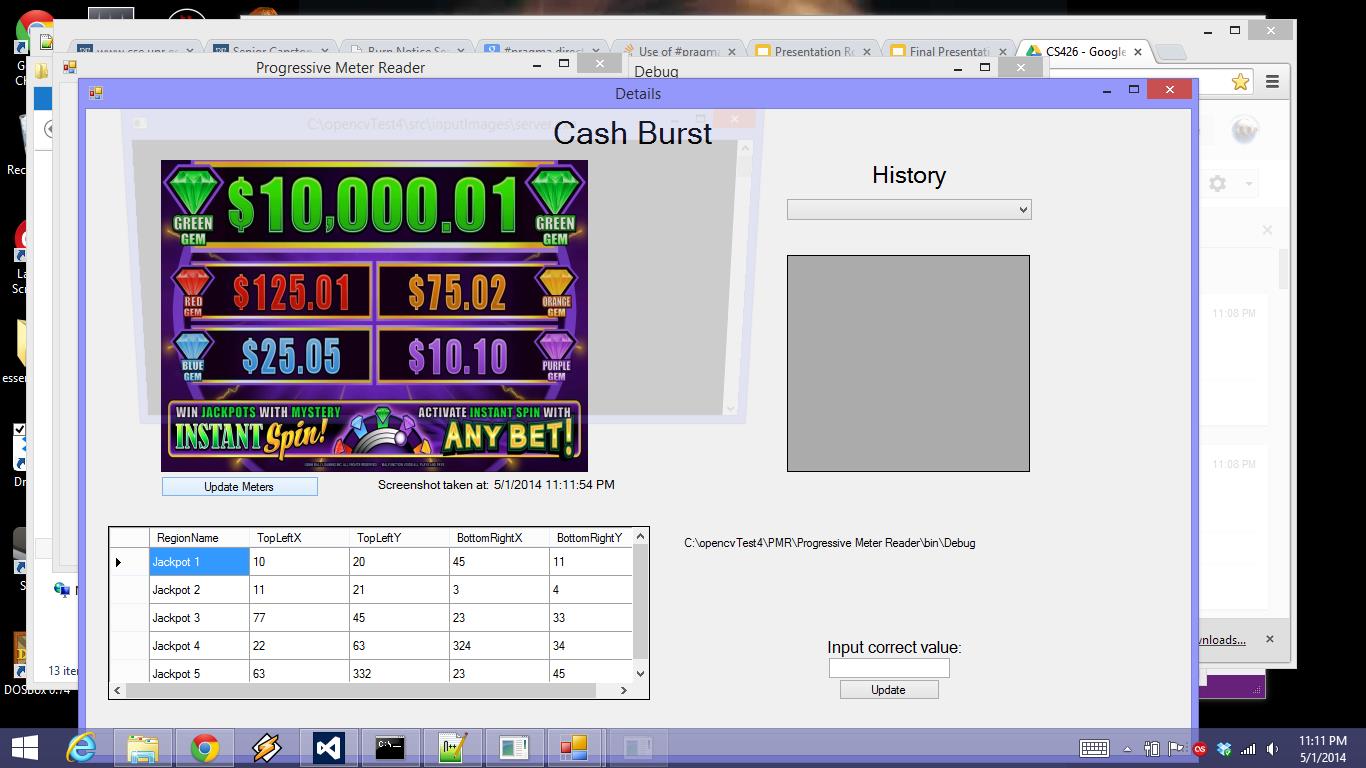 www.cse.unr.e
Senior Capston
Burn Notice Se
#pragma direct
Use of #pragma
Presentation Ro
Final Presentati
CS426 - Google
Progressive Meter Reader
Debug
Details
C:\opencvTest4\src\inputImages\server
Cash Burst
$10,000.01
GREEN GEM
GREEN GEM
RED GEM
$125.01
$75.02
ORANGE GEM
BLUE GEM
$25.05
$10.10
PURPLE GEM
WIN JACKPOTS WITH MYSTERY
INSTANT Spin!
ACTIVATE INSTANT SPIN WITH
ANY BET!
History
11:08 PM
11:08 PM
Update Meters
Screenshot taken at: 5/1/2014 11:11:54 PM
RegionName TopLeftX TopLeftY BottomRightX BottomRightY
Jackpot 1 10 20 45 11
Jackpot 2 11 21 3 4
Jackpot 3 77 45 23 33
Jackpot 4 22 63 324 34
Jackpot 5 63 332 23 45
C:\opencvTest4\PMR\Progressive Meter Reader\bin\Debug
Input correct value:
Update
wnloads...
13 iter
DOSBox 0.74
11:11 PM
5/1/2014